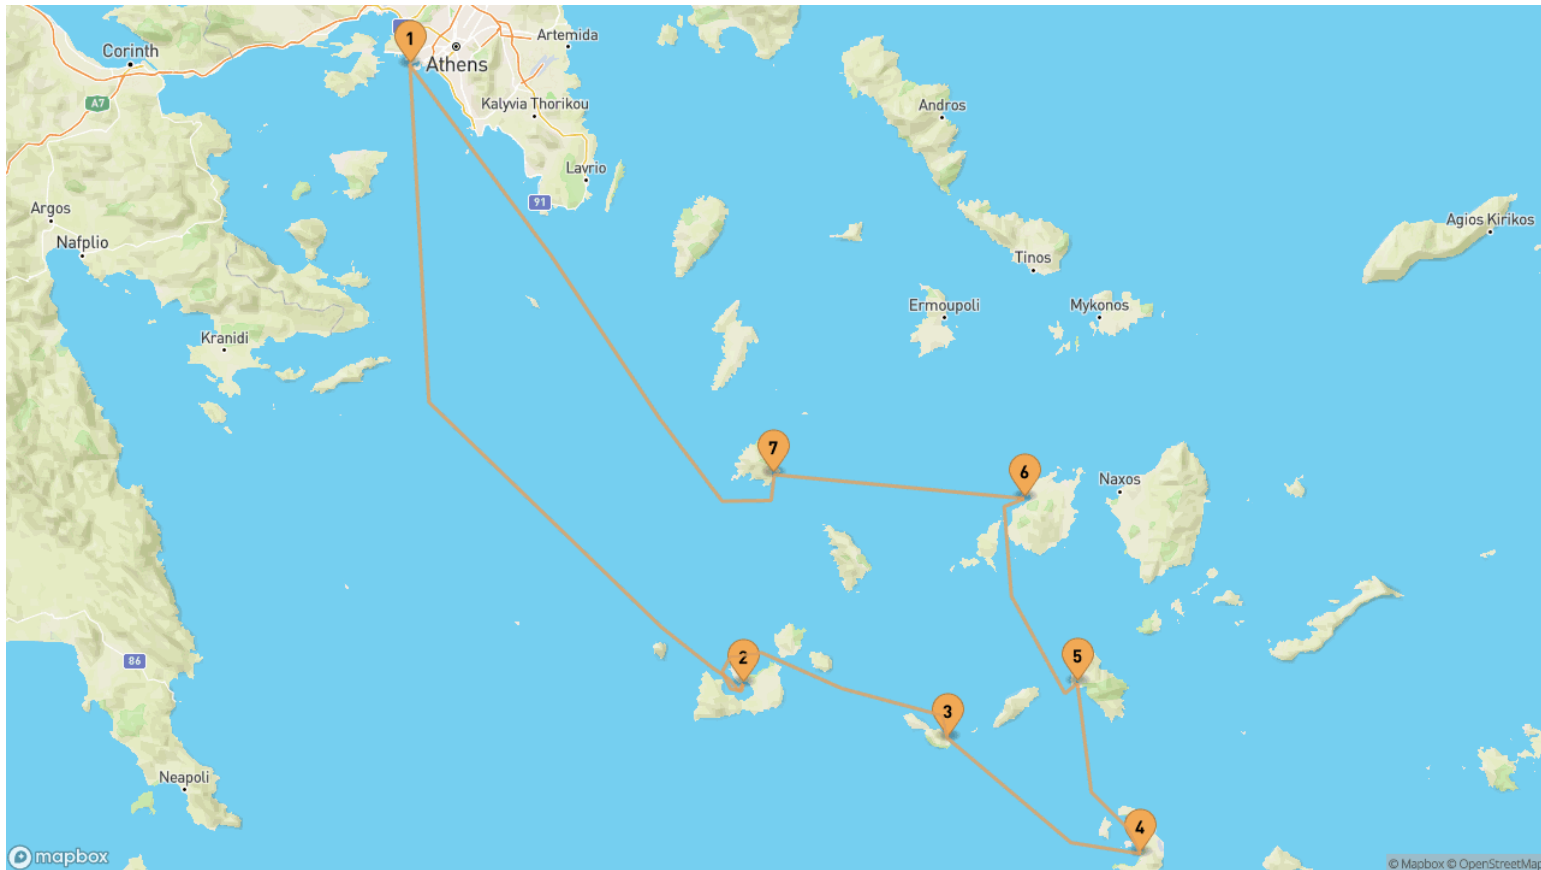 1
Artemida
Corinth
Athens
A7
Kalyvia Thorikou
Andros
Lavrio
91
Argos
Agios Kirikos
Nafplio
Tinos
Ermoupoli
Mykonos
Kranidi
7
6
Naxos
86
2
5
3
Neapoli
4
mapbox
© Mapbox © OpenStreetMap